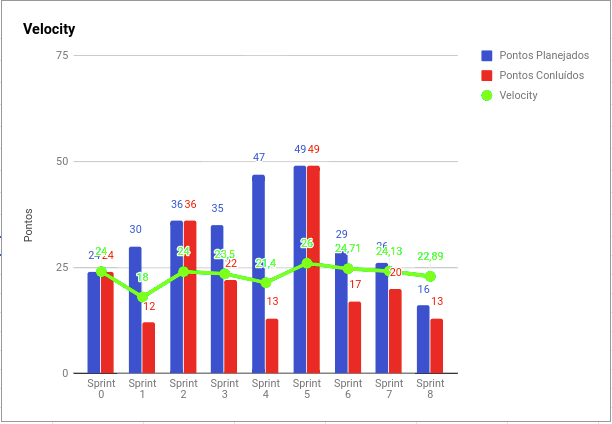 Velocity
75
50
25
0
Pontos
Pontos Planejados
Pontos Conluídos
Velocity
24 24 24
30 18 12
36 36 24
35 23,5 22
47 21,4 13
49 49 26
29 24,71 17
26 24,13 20
22,89 16 13
Sprint 0
Sprint 1
Sprint 2
Sprint 3
Sprint 4
Sprint 5
Sprint 6
Sprint 7
Sprint 8